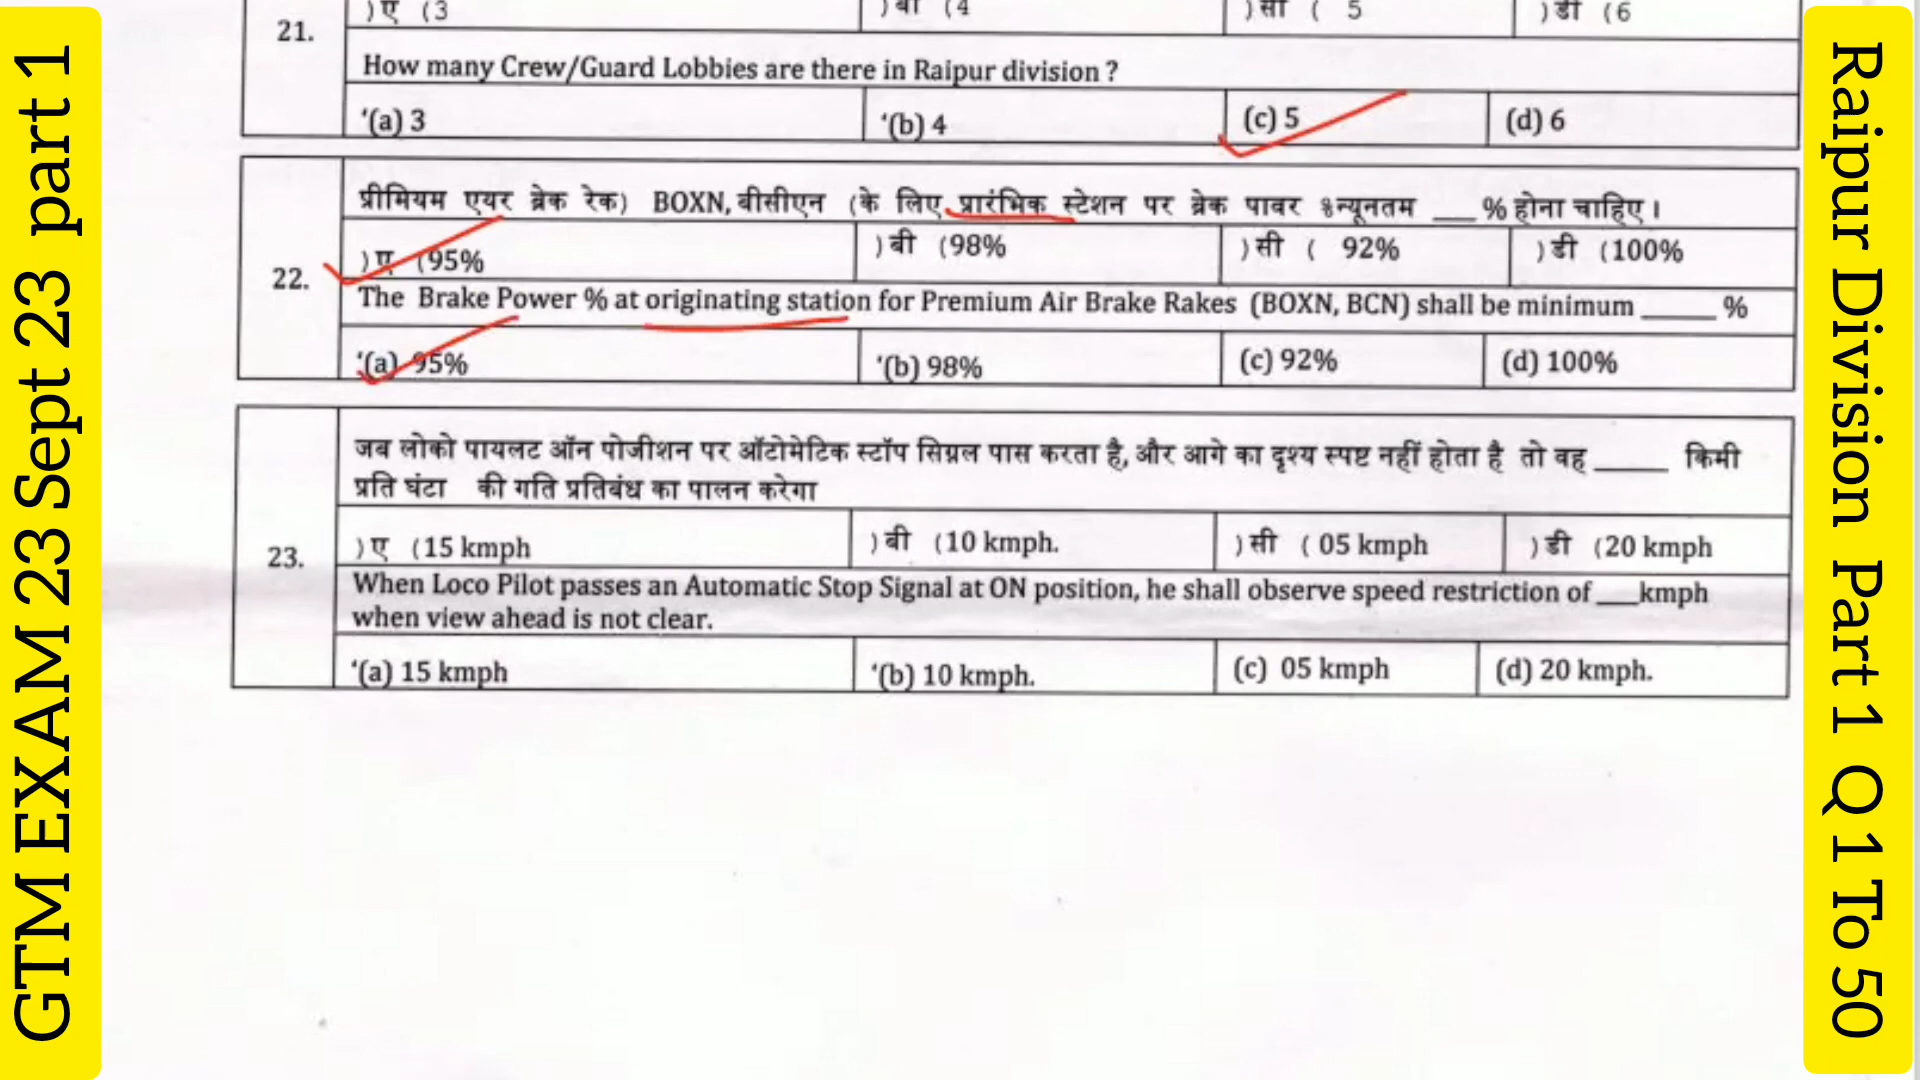 GTM EXAM 23 Sept 23 part 1
21.
)ए (3 )बी (4 )सी ( 5 )डी (6
How many Crew/Guard Lobbies are there in Raipur division ?
'(a) 3 '(b) 4 (c) 5 (d) 6
22.
प्रीमियम एयर ब्रेक रेक) BOXN, बीसीएन (के लिए प्रारंभिक स्टेशन पर ब्रेक पावर %न्यूनतम ___ % होना चाहिए।
)ए (95% )बी (98% )सी ( 92% )डी (100%
The Brake Power % at originating station for Premium Air Brake Rakes (BOXN, BCN) shall be minimum _____ %
'(a) 95% '(b) 98% (c) 92% (d) 100%
23.
जब लोको पायलट ऑन पोजीशन पर ऑटोमेटिक स्टॉप सिग्नल पास करता है, और आगे का दृश्य स्पष्ट नहीं होता है तो वह _____ किमी
प्रति घंटा की गति प्रतिबंध का पालन करेगा
)ए (15 kmph )बी (10 kmph. )सी ( 05 kmph )डी (20 kmph
When Loco Pilot passes an Automatic Stop Signal at ON position, he shall observe speed restriction of ___kmph
when view ahead is not clear.
'(a) 15 kmph '(b) 10 kmph. (c) 05 kmph (d) 20 kmph.
Raipur Division Part 1 Q 1 To 50